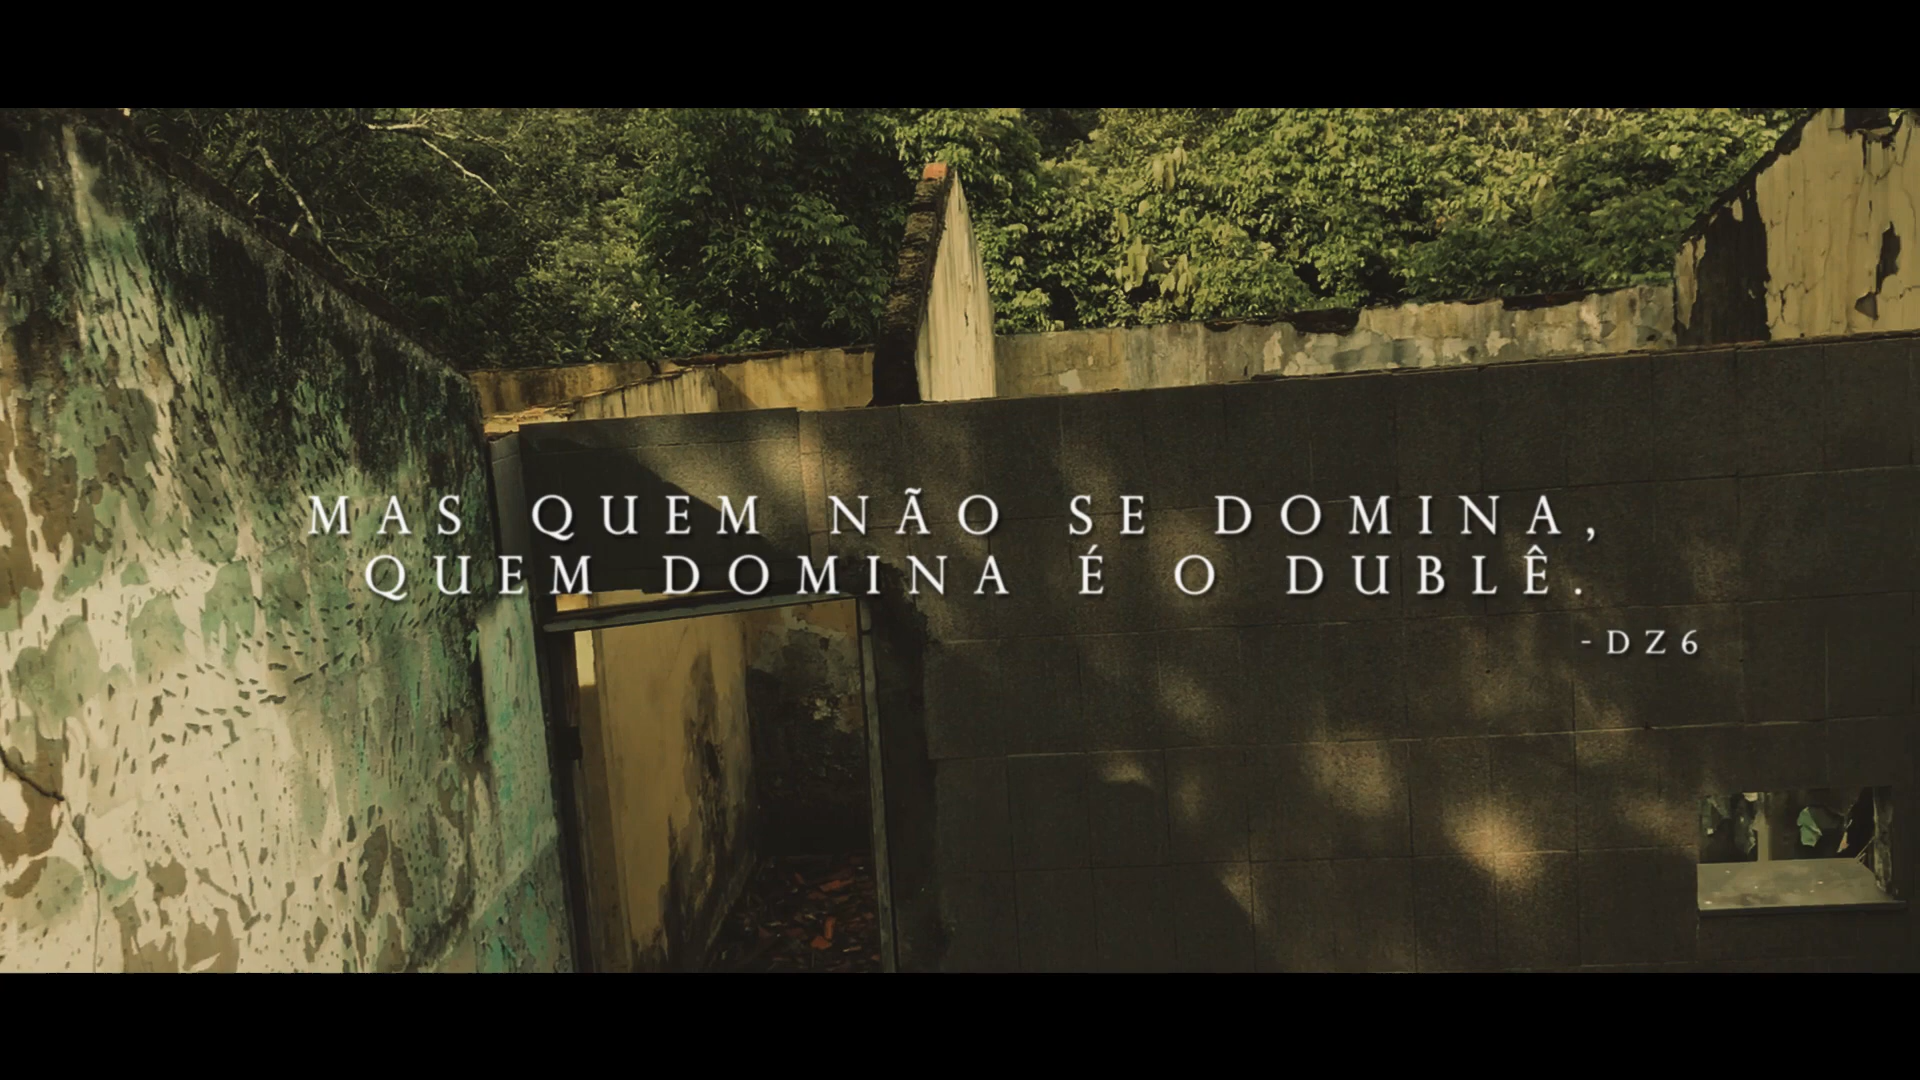 MAS QUEM NÃO SE DOMINA,
QUEM DOMINA É O DUBLÊ.
-DZ6